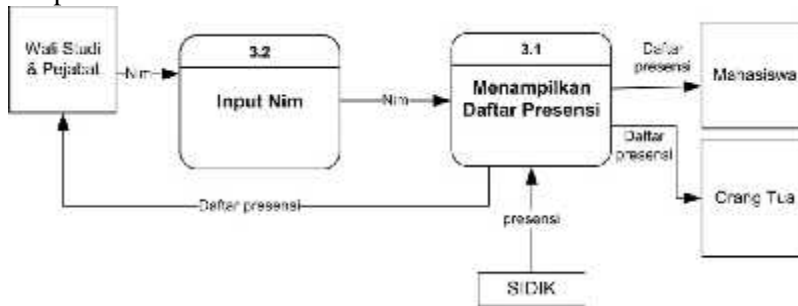 Wali Studi
& Pejabat
Nim
3.2
Input Nim
Nim
3.1
Menampilkan
Daftar Presensi
Daftar
presensi
Mahasiswa
Daftar
presensi
Orang Tua
Daftar presensi
presensi
SIDIK